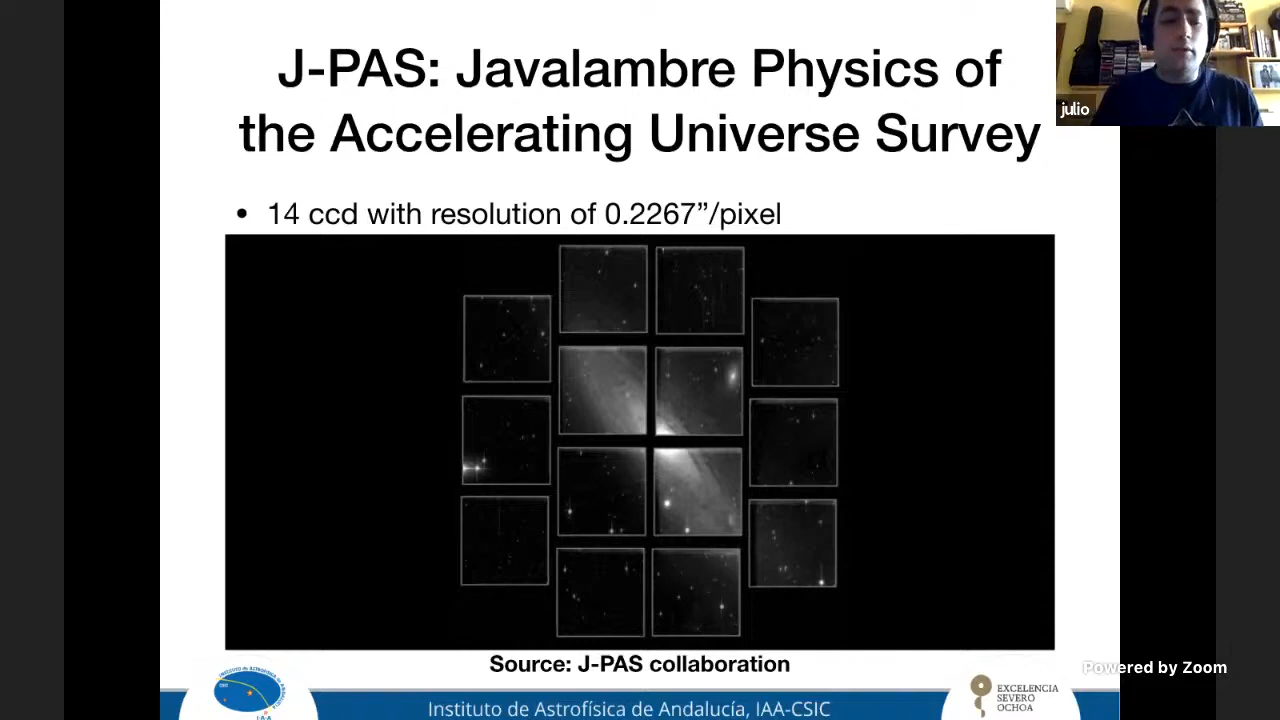 J-PAS: Javalambre Physics of
the Accelerating Universe Survey
julio
• 14 ccd with resolution of 0.2267”/pixel
Source: J-PAS collaboration
Powered by Zoom
I·A·A
Instituto de Astrofísica de Andalucía, IAA-CSIC
EXCELENCIA
SEVERO
OCHOA